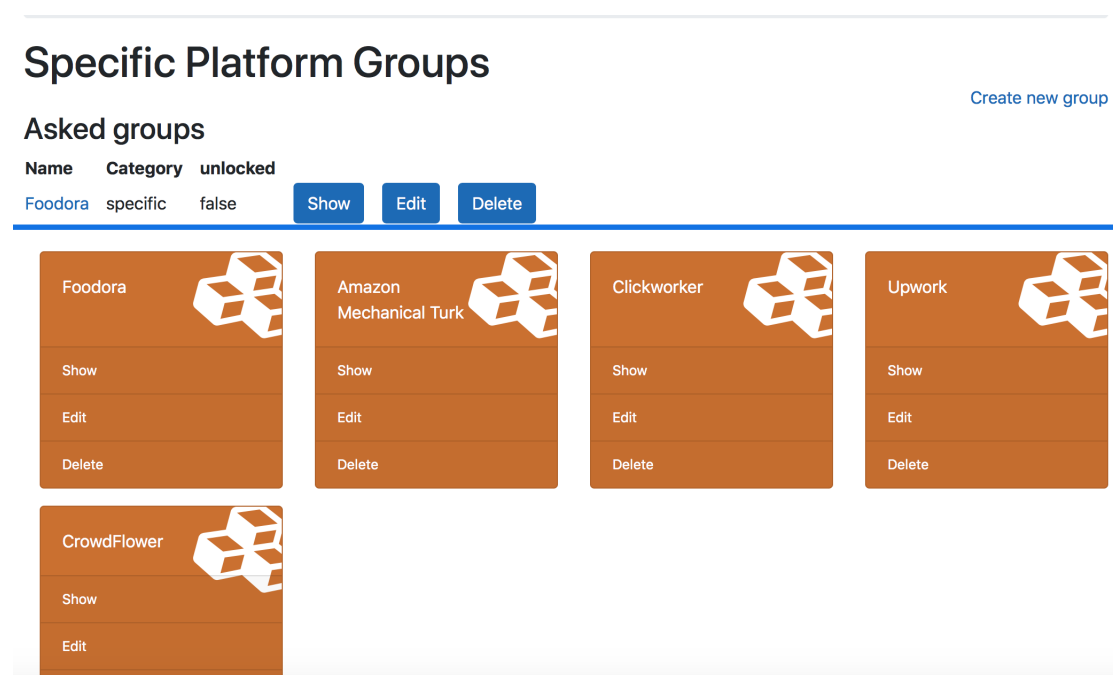 Specific Platform Groups
Create new group
Asked groups
Name Category unlocked
Foodora specific false Show Edit Delete
Foodora
Show
Edit
Delete
Amazon
Mechanical Turk
Show
Edit
Delete
Clickworker
Show
Edit
Delete
Upwork
Show
Edit
Delete
CrowdFlower
Show
Edit